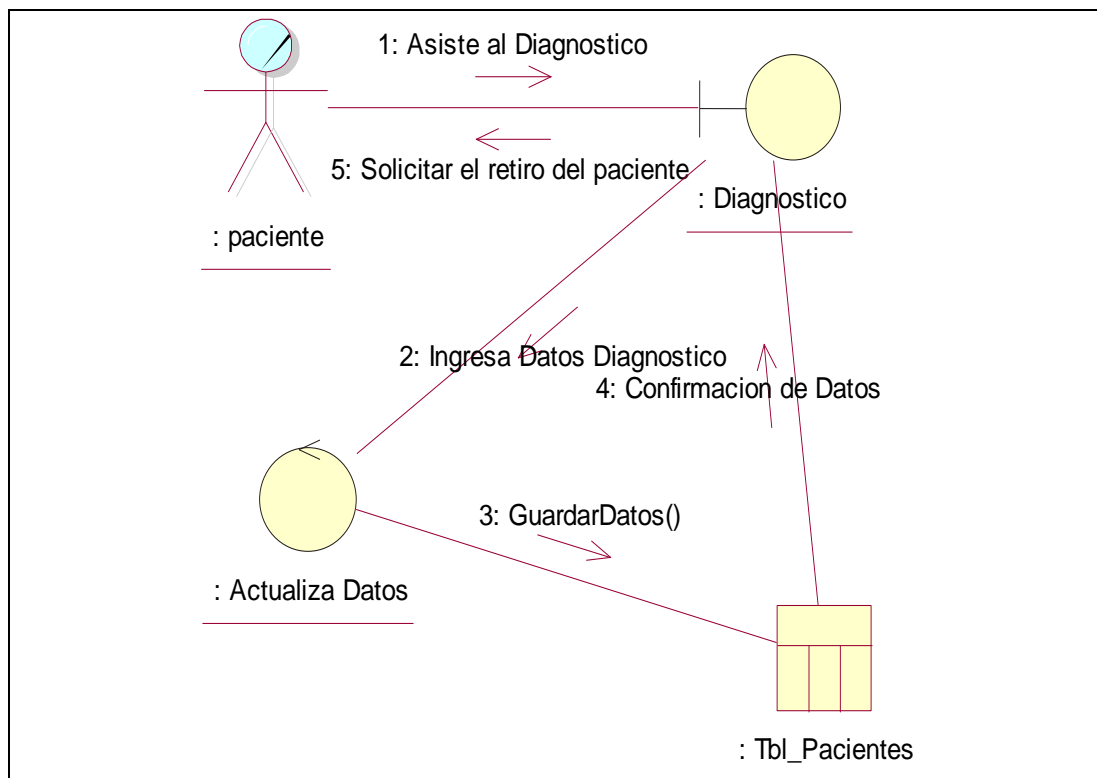 1: Asiste al Diagnostico
5: Solicitar el retiro del paciente
: Diagnostico
: paciente
2: Ingresa Datos Diagnostico
4: Confirmacion de Datos
3: GuardarDatos()
: Actualiza Datos
: Tbl_Pacientes